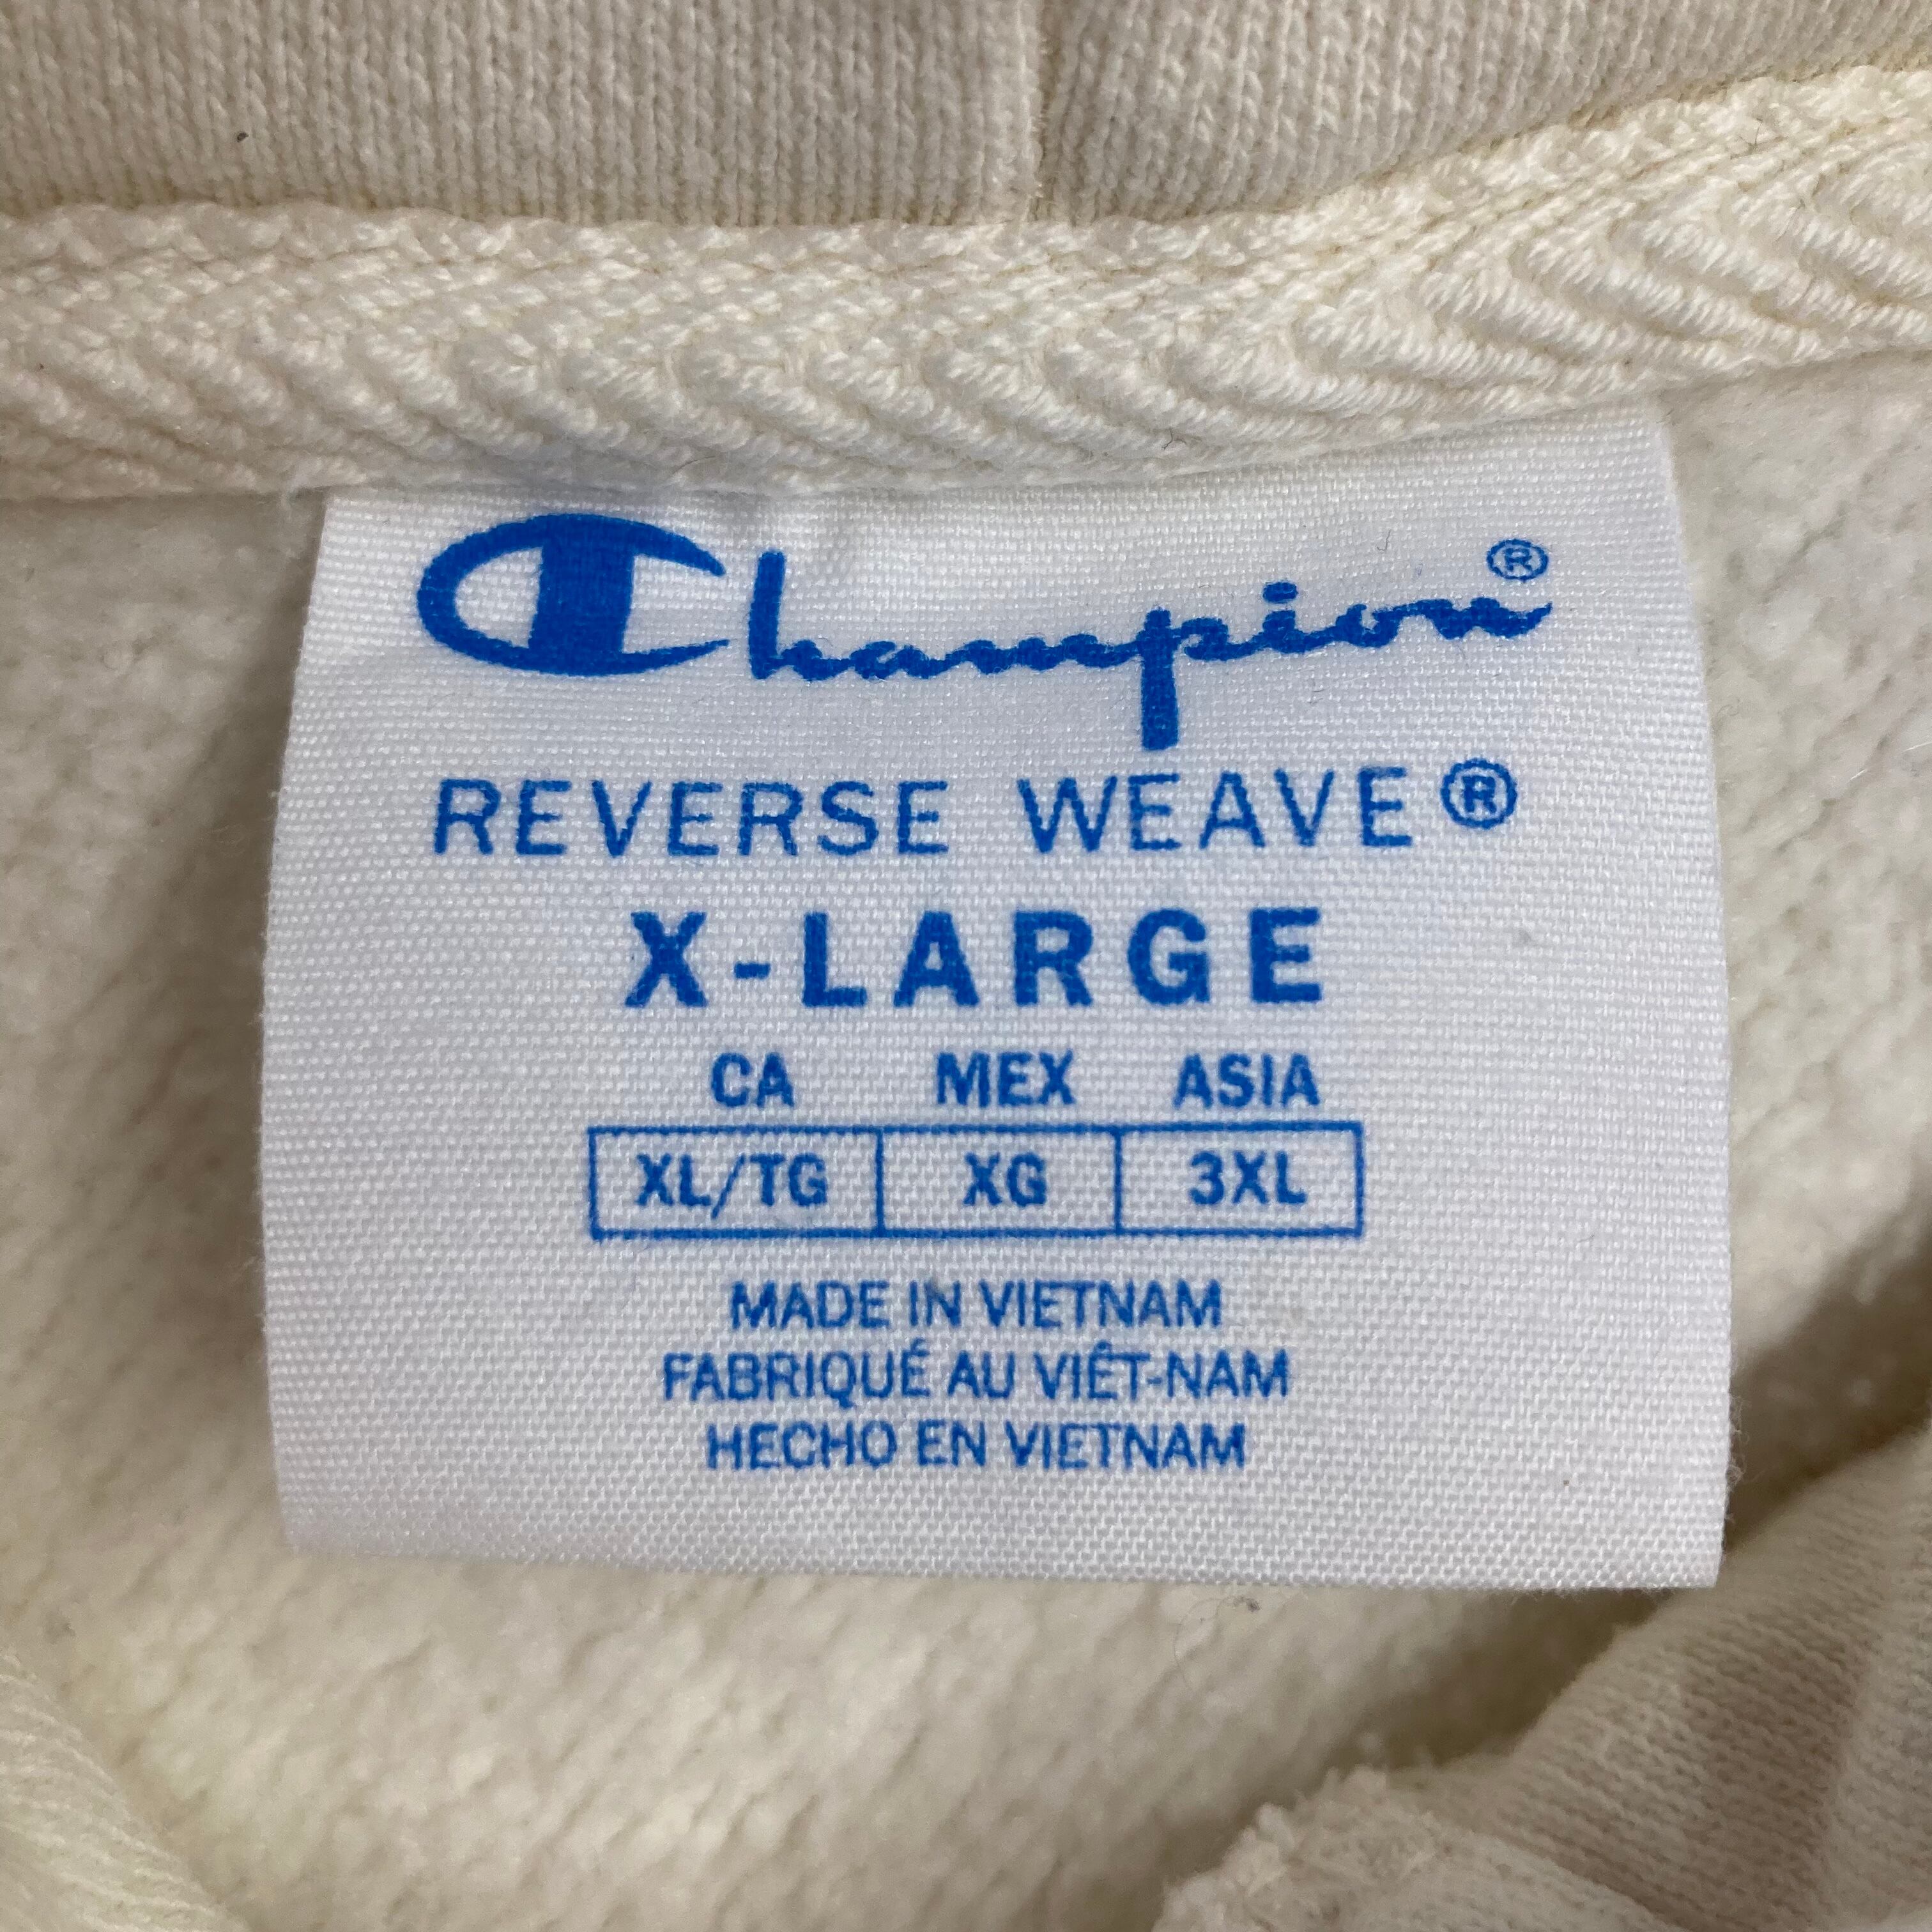 Champion®
REVERSE WEAVE®
X-LARGE
CA MEX ASIA
XL/TG XG 3XL
MADE IN VIETNAM
FABRIQUÉ AU VIÊT-NAM
HECHO EN VIETNAM